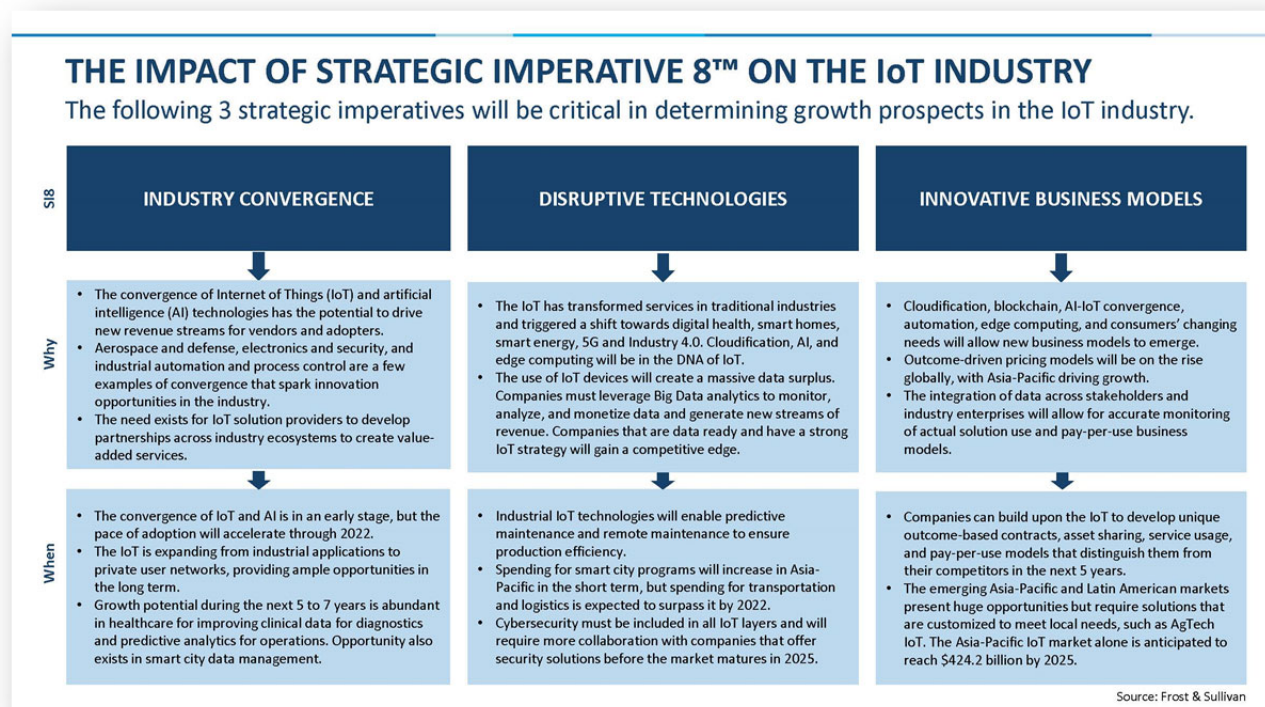 THE IMPACT OF STRATEGIC IMPERATIVE 8™ ON THE IoT INDUSTRY
The following 3 strategic imperatives will be critical in determining growth prospects in the IoT industry.
SI8
INDUSTRY CONVERGENCE
DISRUPTIVE TECHNOLOGIES
INNOVATIVE BUSINESS MODELS
Why
• The convergence of Internet of Things (IoT) and artificial
intelligence (AI) technologies has the potential to drive
new revenue streams for vendors and adopters.
• Aerospace and defense, electronics and security, and
industrial automation and process control are a few
examples of convergence that spark innovation
opportunities in the industry.
• The need exists for IoT solution providers to develop
partnerships across industry ecosystems to create value-
added services.
• The IoT has transformed services in traditional industries
and triggered a shift towards digital health, smart homes,
smart energy, 5G and Industry 4.0. Cloudification, AI, and
edge computing will be in the DNA of IoT.
• The use of IoT devices will create a massive data surplus.
Companies must leverage Big Data analytics to monitor,
analyze, and monetize data and generate new streams of
revenue. Companies that are data ready and have a strong
IoT strategy will gain a competitive edge.
• Cloudification, blockchain, AI-IoT convergence,
automation, edge computing, and consumers' changing
needs will allow new business models to emerge.
• Outcome-driven pricing models will be on the rise
globally, with Asia-Pacific driving growth.
• The integration of data across stakeholders and
industry enterprises will allow for accurate monitoring
of actual solution use and pay-per-use business
models.
When
• The convergence of IoT and AI is in an early stage, but the
pace of adoption will accelerate through 2022.
• The IoT is expanding from industrial applications to
private user networks, providing ample opportunities in
the long term.
• Growth potential during the next 5 to 7 years is abundant
in healthcare for improving clinical data for diagnostics
and predictive analytics for operations. Opportunity also
exists in smart city data management.
• Industrial IoT technologies will enable predictive
maintenance and remote maintenance to ensure
production efficiency.
• Spending for smart city programs will increase in Asia-
Pacific in the short term, but spending for transportation
and logistics is expected to surpass it by 2022.
• Cybersecurity must be included in all IoT layers and will
require more collaboration with companies that offer
security solutions before the market matures in 2025.
• Companies can build upon the IoT to develop unique
outcome-based contracts, asset sharing, service usage,
and pay-per-use models that distinguish them from
their competitors in the next 5 years.
• The emerging Asia-Pacific and Latin American markets
present huge opportunities but require solutions that
are customized to meet local needs, such as AgTech
IoT. The Asia-Pacific IoT market alone is anticipated to
reach $424.2 billion by 2025.
Source: Frost & Sullivan